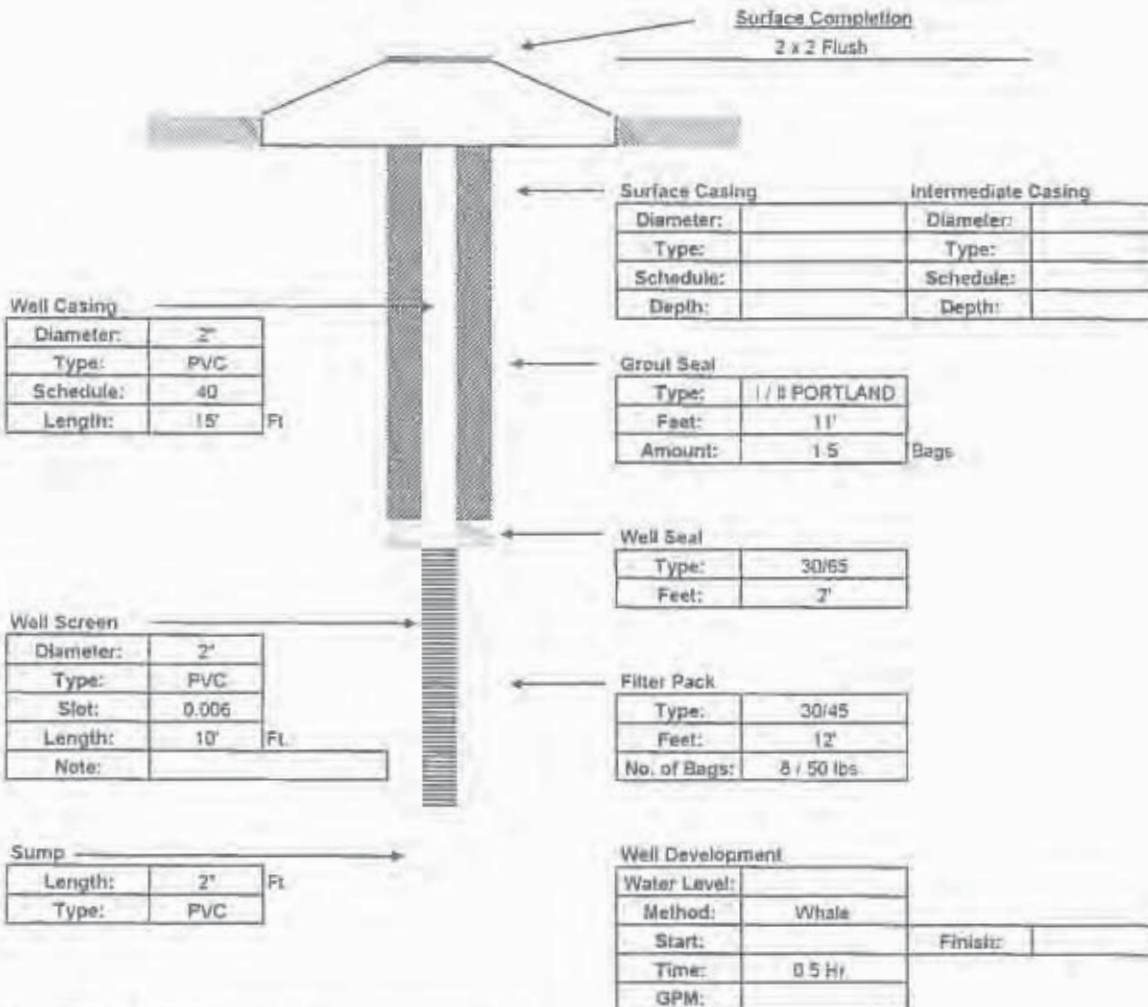 Surface Completion
2 x 2 Flush
Surface Casing Intermediate Casing
Diameter: Diameter:
Type: Type:
Schedule: Schedule:
Depth: Depth:
Well Casing
Diameter: 2"
Type: PVC
Schedule: 40
Length: 15' Ft
Grout Seal
Type: I / II PORTLAND
Feet: 11'
Amount: 1.5 Bags
Well Seal
Type: 30/65
Feet: 2'
Well Screen
Diameter: 2"
Type: PVC
Slot: 0.006
Length: 10' Ft.
Note:
Filter Pack
Type: 30/45
Feet: 12'
No. of Bags: 8 / 50 lbs
Sump
Length: 2" Ft
Type: PVC
Well Development
Water Level:
Method: Whale
Start: Finish:
Time: 0.5 Hr.
GPM: